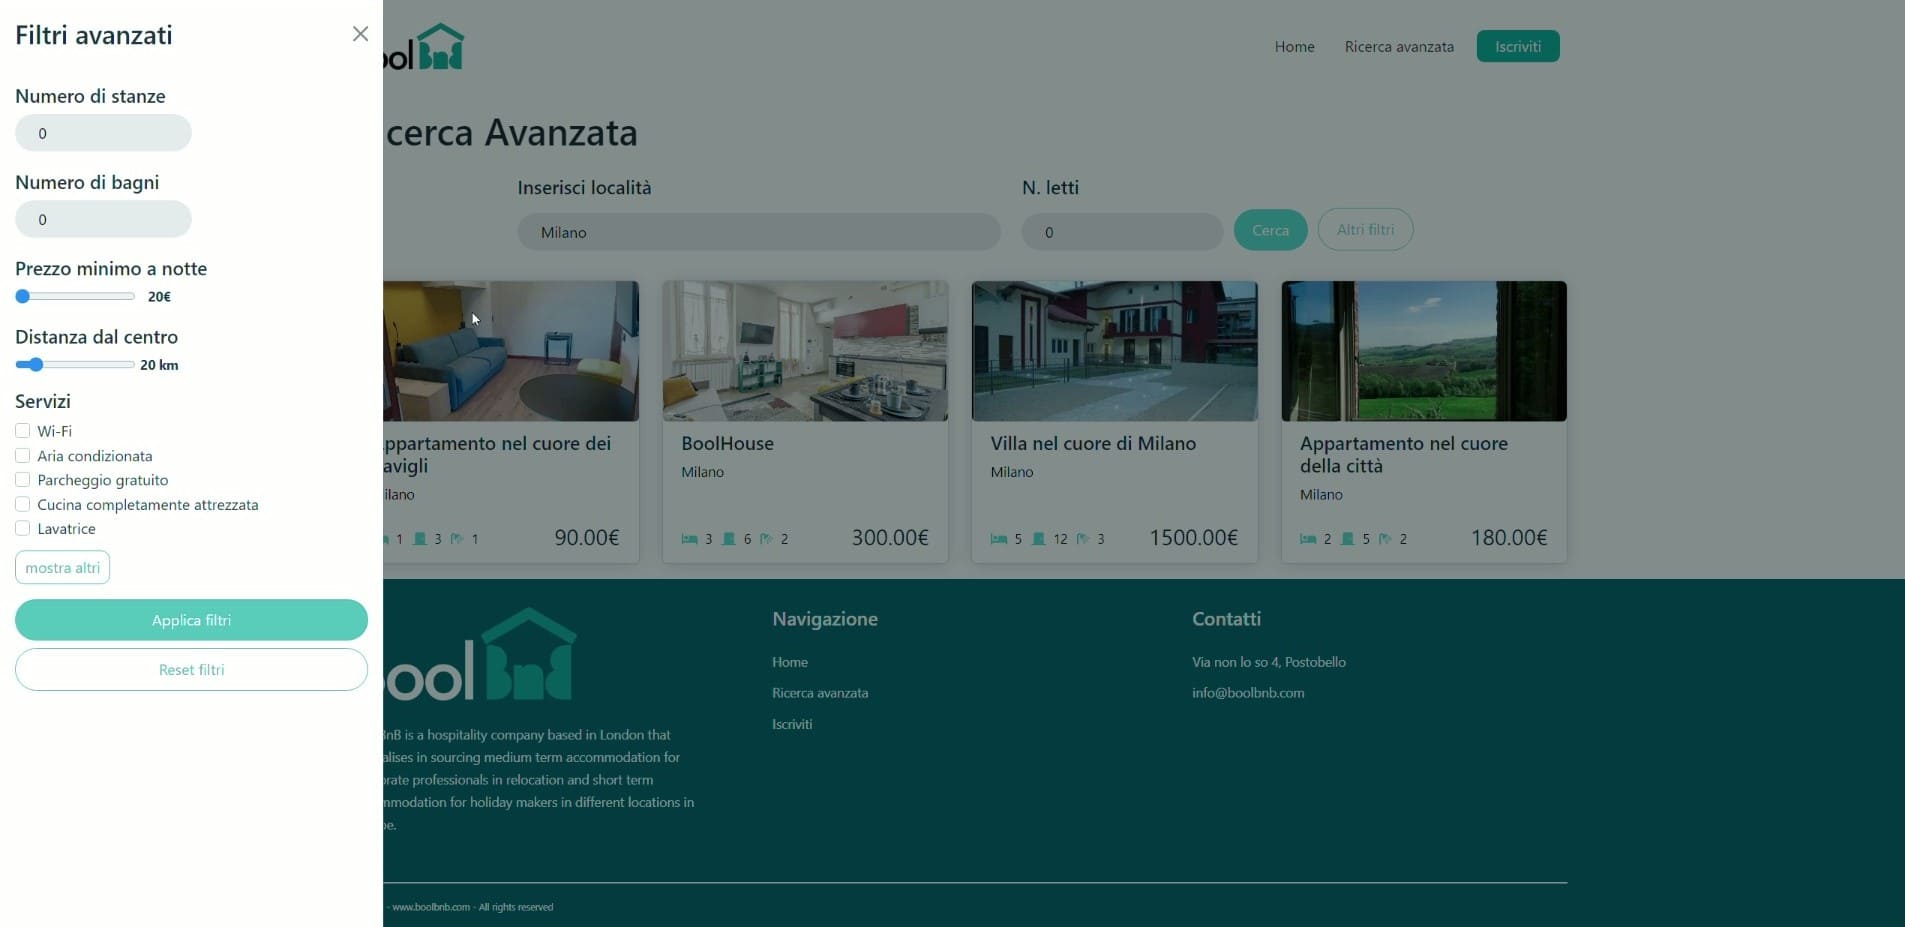 Filtri avanzati
Numero di stanze
0
Numero di bagni
0
Prezzo minimo a notte
20€
Distanza dal centro
20 km
Servizi
Wi-Fi
Aria condizionata
Parcheggio gratuito
Cucina completamente attrezzata
Lavatrice
mostra altri
Applica filtri
Reset filtri
ool BnB
Home
Ricerca avanzata
Iscriviti
cerca Avanzata
Inserisci località
Milano
N. letti
0
Cerca
Altri filtri
ppartamento nel cuore dei
avigli
ilano
1 3 1 90.00€
BoolHouse
Milano
3 6 2 300.00€
Villa nel cuore di Milano
Milano
5 12 3 1500.00€
Appartamento nel cuore
della città
Milano
2 5 2 180.00€
ool BnB
nB is a hospitality company based in London that
alises in sourcing medium term accommodation for
rate professionals in relocation and short term
mmodation for holiday makers in different locations in
e.
Navigazione
Home
Ricerca avanzata
Iscriviti
Contatti
Via non lo so 4, Postobello
info@boolbnb.com
- www.boolbnb.com - All rights reserved